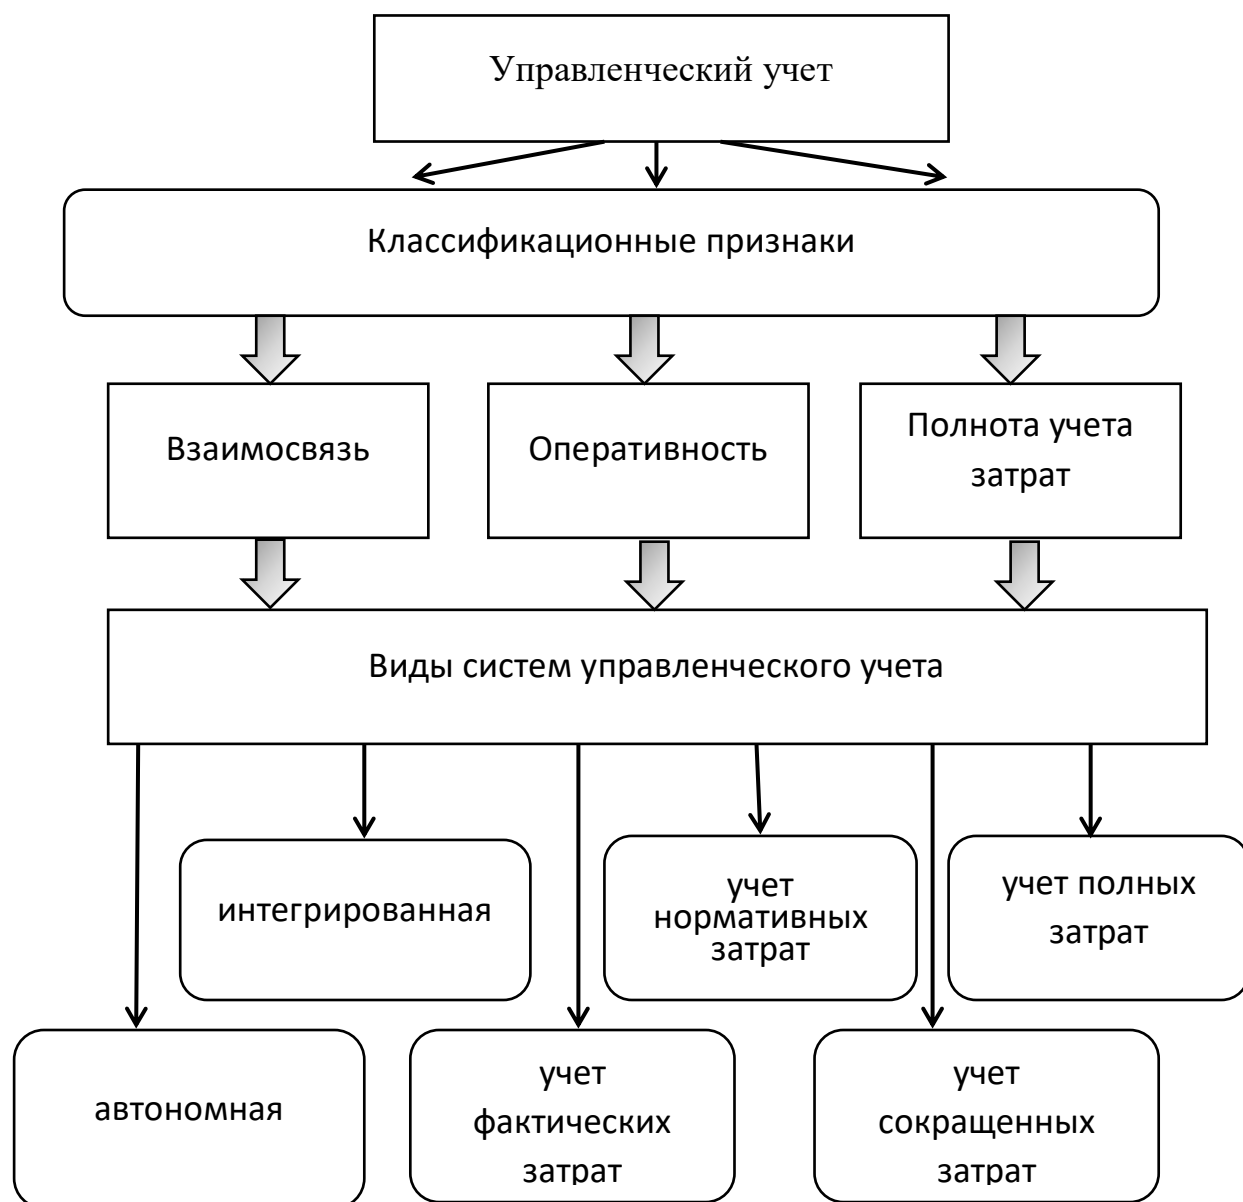 Управленческий учет
Классификационные признаки
Взаимосвязь
Оперативность
Полнота учета
затрат
Виды систем управленческого учета
интегрированная
учет
нормативных
затрат
учет полных
затрат
автономная
учет
фактических
затрат
учет
сокращенных
затрат